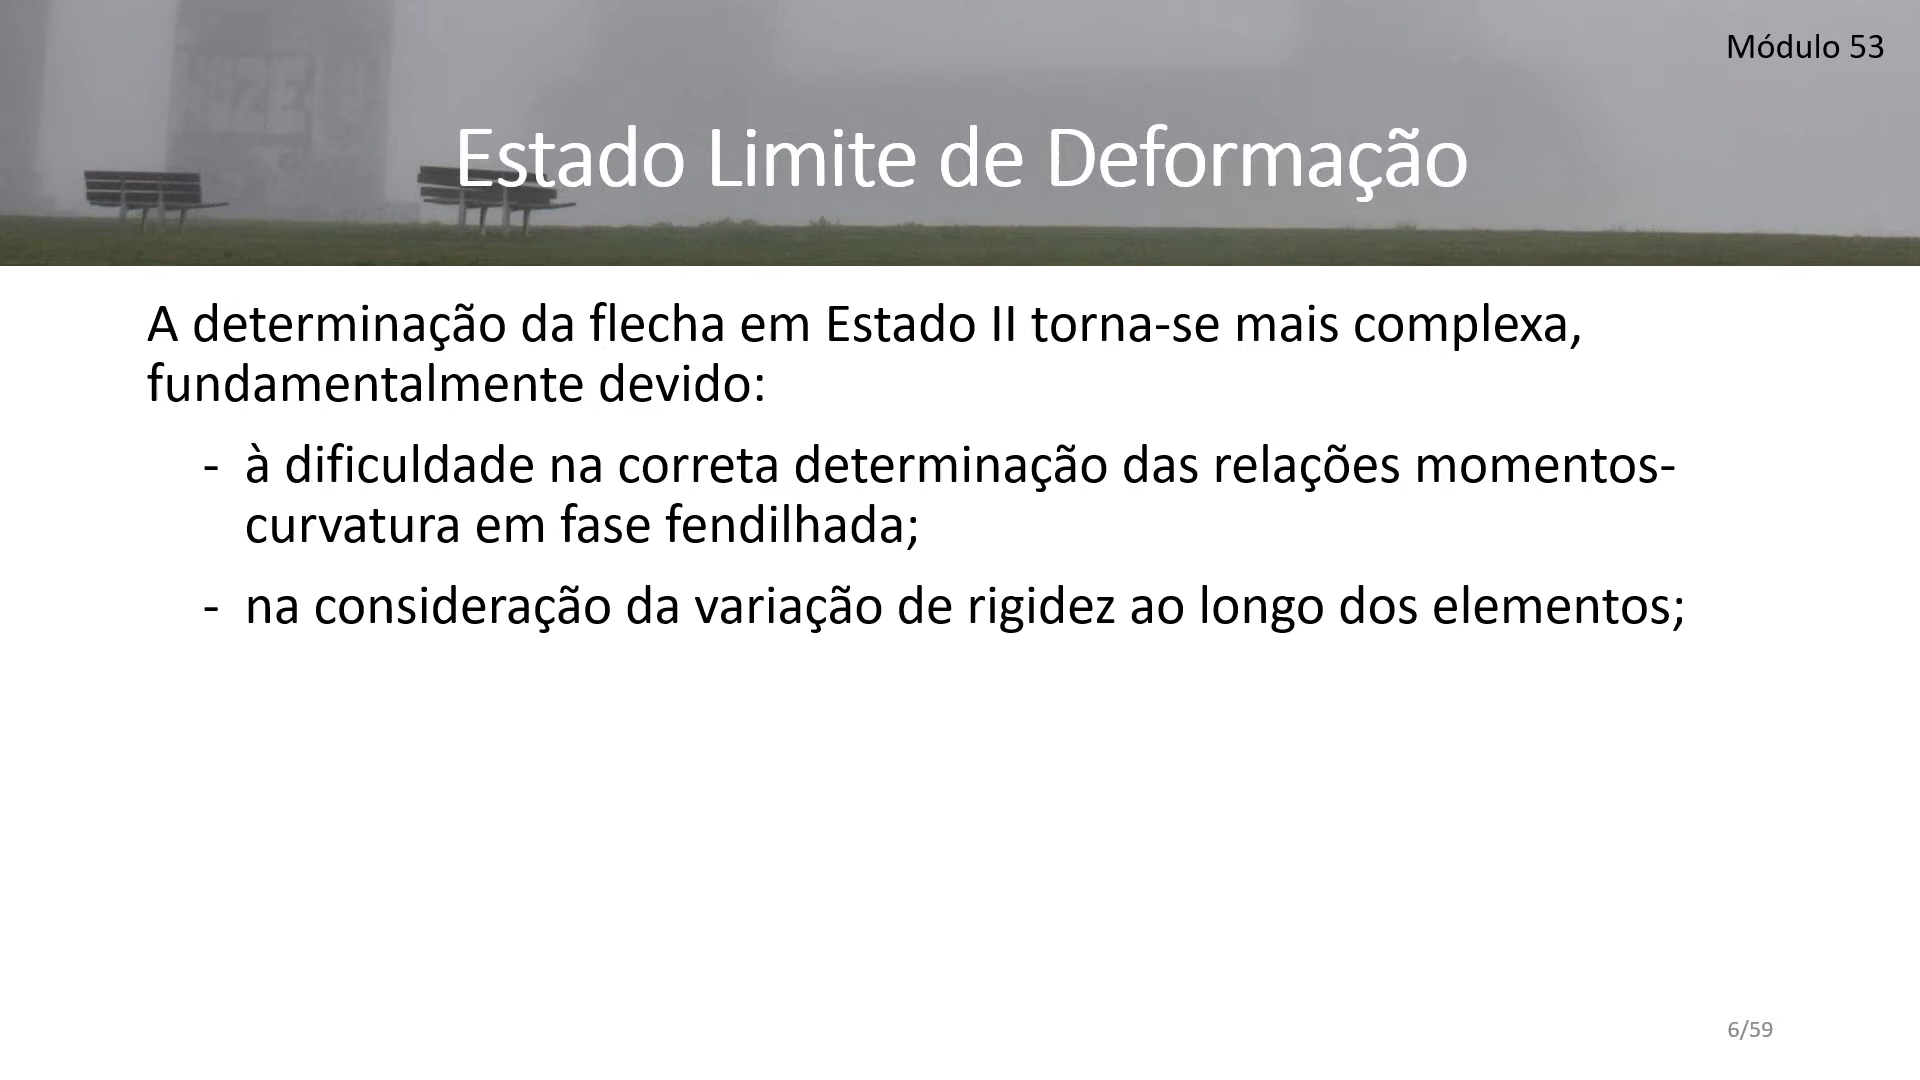 Módulo 53
Estado Limite de Deformação
A determinação da flecha em Estado II torna-se mais complexa,
fundamentalmente devido:
- à dificuldade na correta determinação das relações momentos-
curvatura em fase fendilhada;
- na consideração da variação de rigidez ao longo dos elementos;
6/59